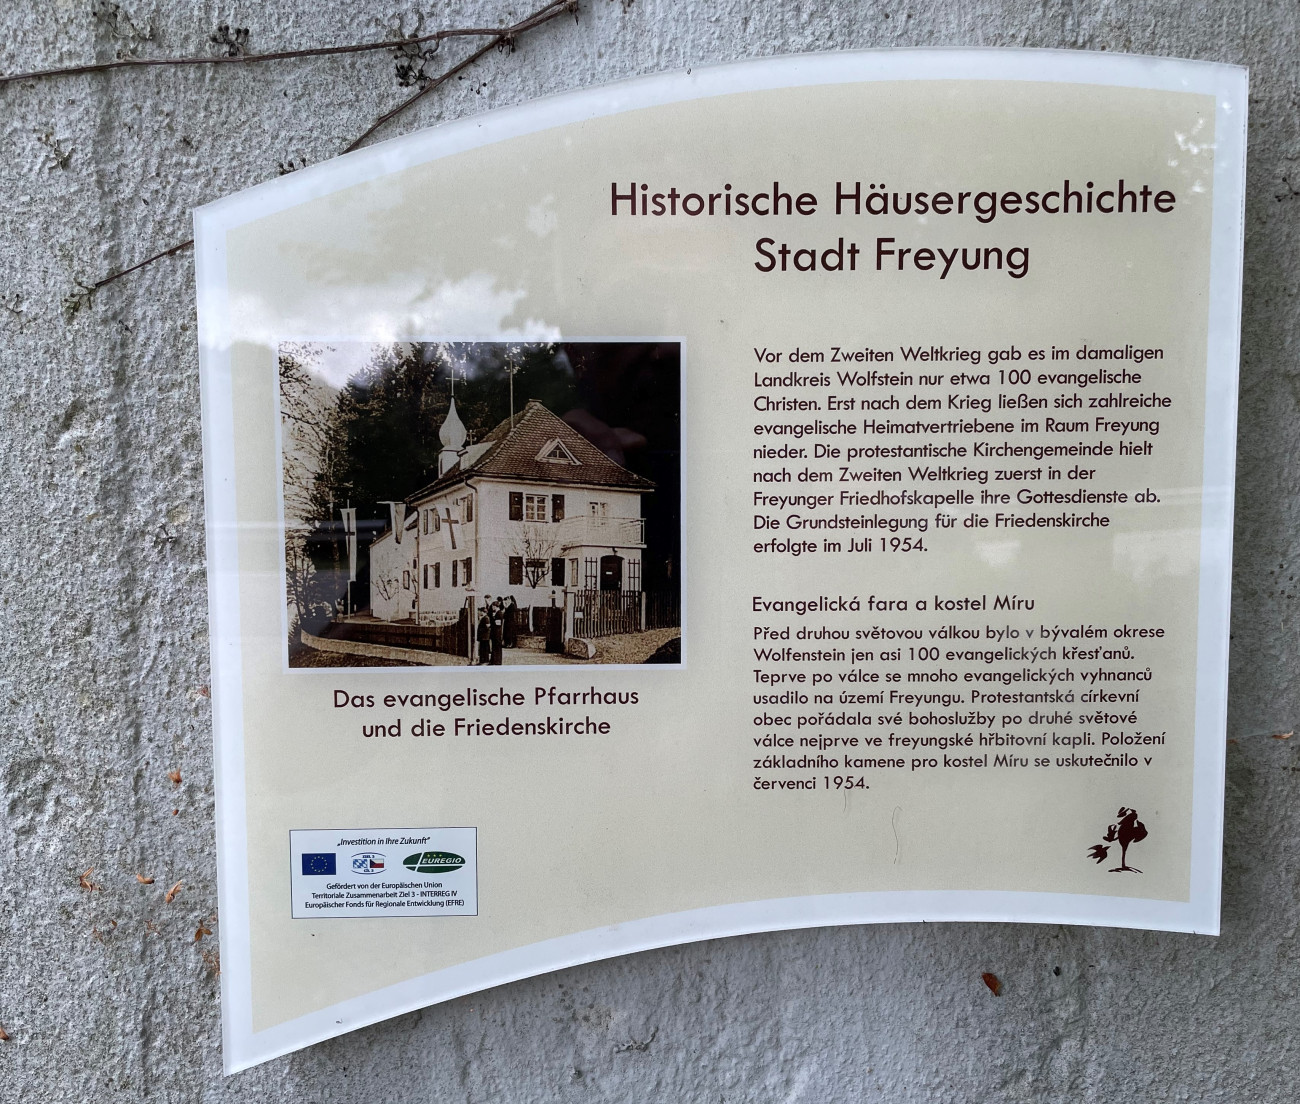 Historische Häusergeschichte
Stadt Freyung
Vor dem Zweiten Weltkrieg gab es im damaligen
Landkreis Wolfstein nur etwa 100 evangelische
Christen. Erst nach dem Krieg ließen sich zahlreiche
evangelische Heimatvertriebene im Raum Freyung
nieder. Die protestantische Kirchengemeinde hielt
nach dem Zweiten Weltkrieg zuerst in der
Freyunger Friedhofskapelle ihre Gottesdienste ab.
Die Grundsteinlegung für die Friedenskirche
erfolgte im Juli 1954.
Evangelická fara a kostel Míru
Před druhou světovou válkou bylo v bývalém okrese
Wolfenstein jen asi 100 evangelických křesťanů.
Teprve po válce se mnoho evangelických vyhnanců
usadilo na území Freyungu. Protestantská církevní
obec pořádala své bohoslužby po druhé světové
válce nejprve ve freyungské hřbitovní kapli. Položení
základního kamene pro kostel Míru se uskutečnilo v
červenci 1954.
Das evangelische Pfarrhaus
und die Friedenskirche
„Investition in Ihre Zukunft"
EUREGIO
Gefördert von der Europäischen Union
Territoriale Zusammenarbeit Ziel 3 - INTERREG IV
Europäischer Fonds für Regionale Entwicklung (EFRE)